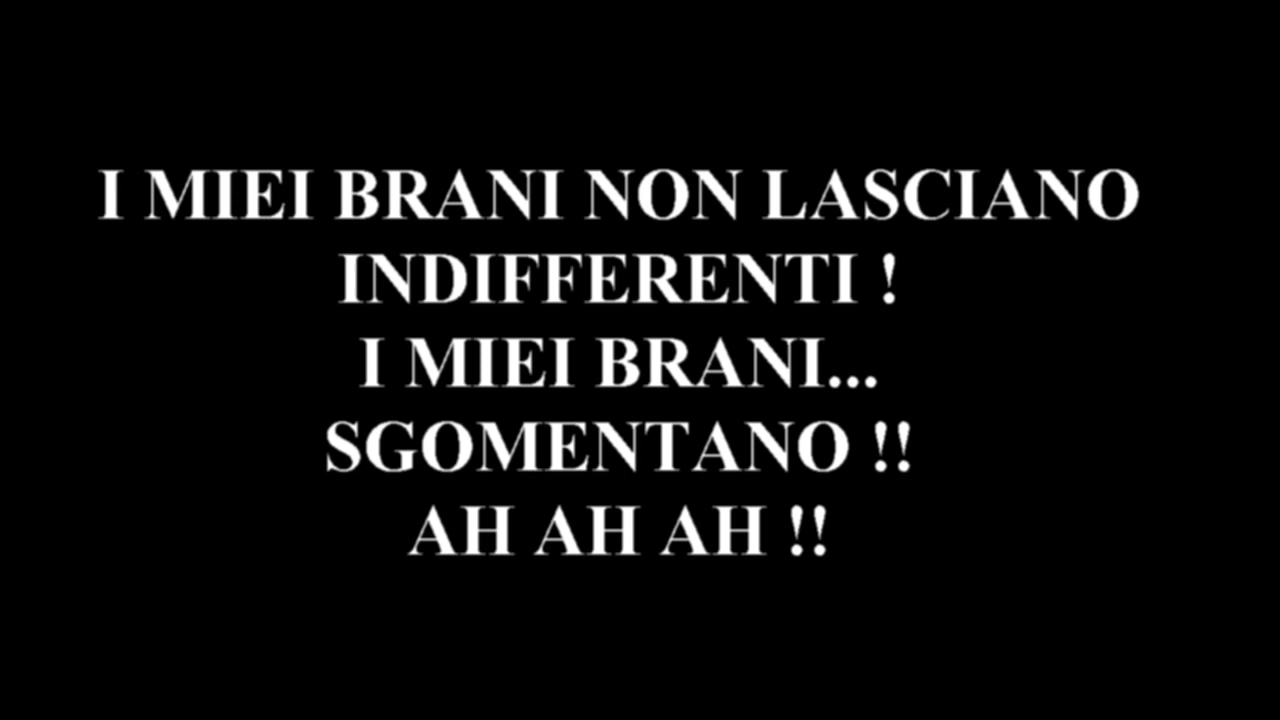 I MIEI BRANI NON LASCIANO
INDIFFERENTI !
I MIEI BRANI...
SGOMENTANO !!
AH AH AH !!